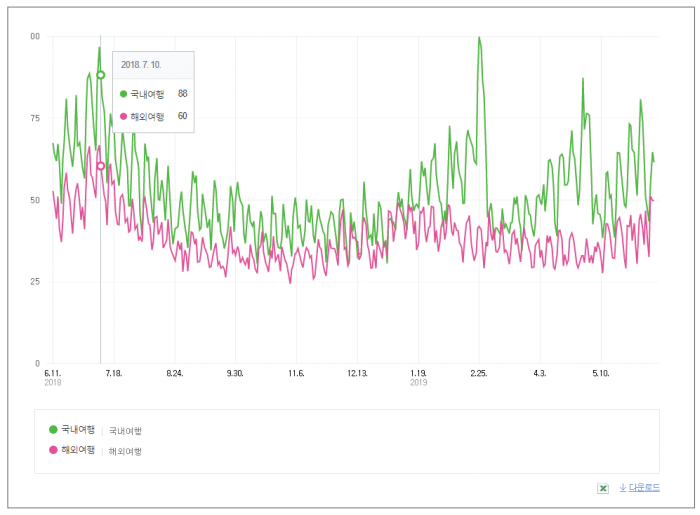 00
2018. 7. 10.
국내여행 88
해외여행 60
75
50
25
0
6.11. 7.18. 8.24. 9.30. 11.6. 12.13. 1.19. 2.25. 4.3. 5.10.
2018 2019
국내여행 | 국내여행
해외여행 | 해외여행
다운로드